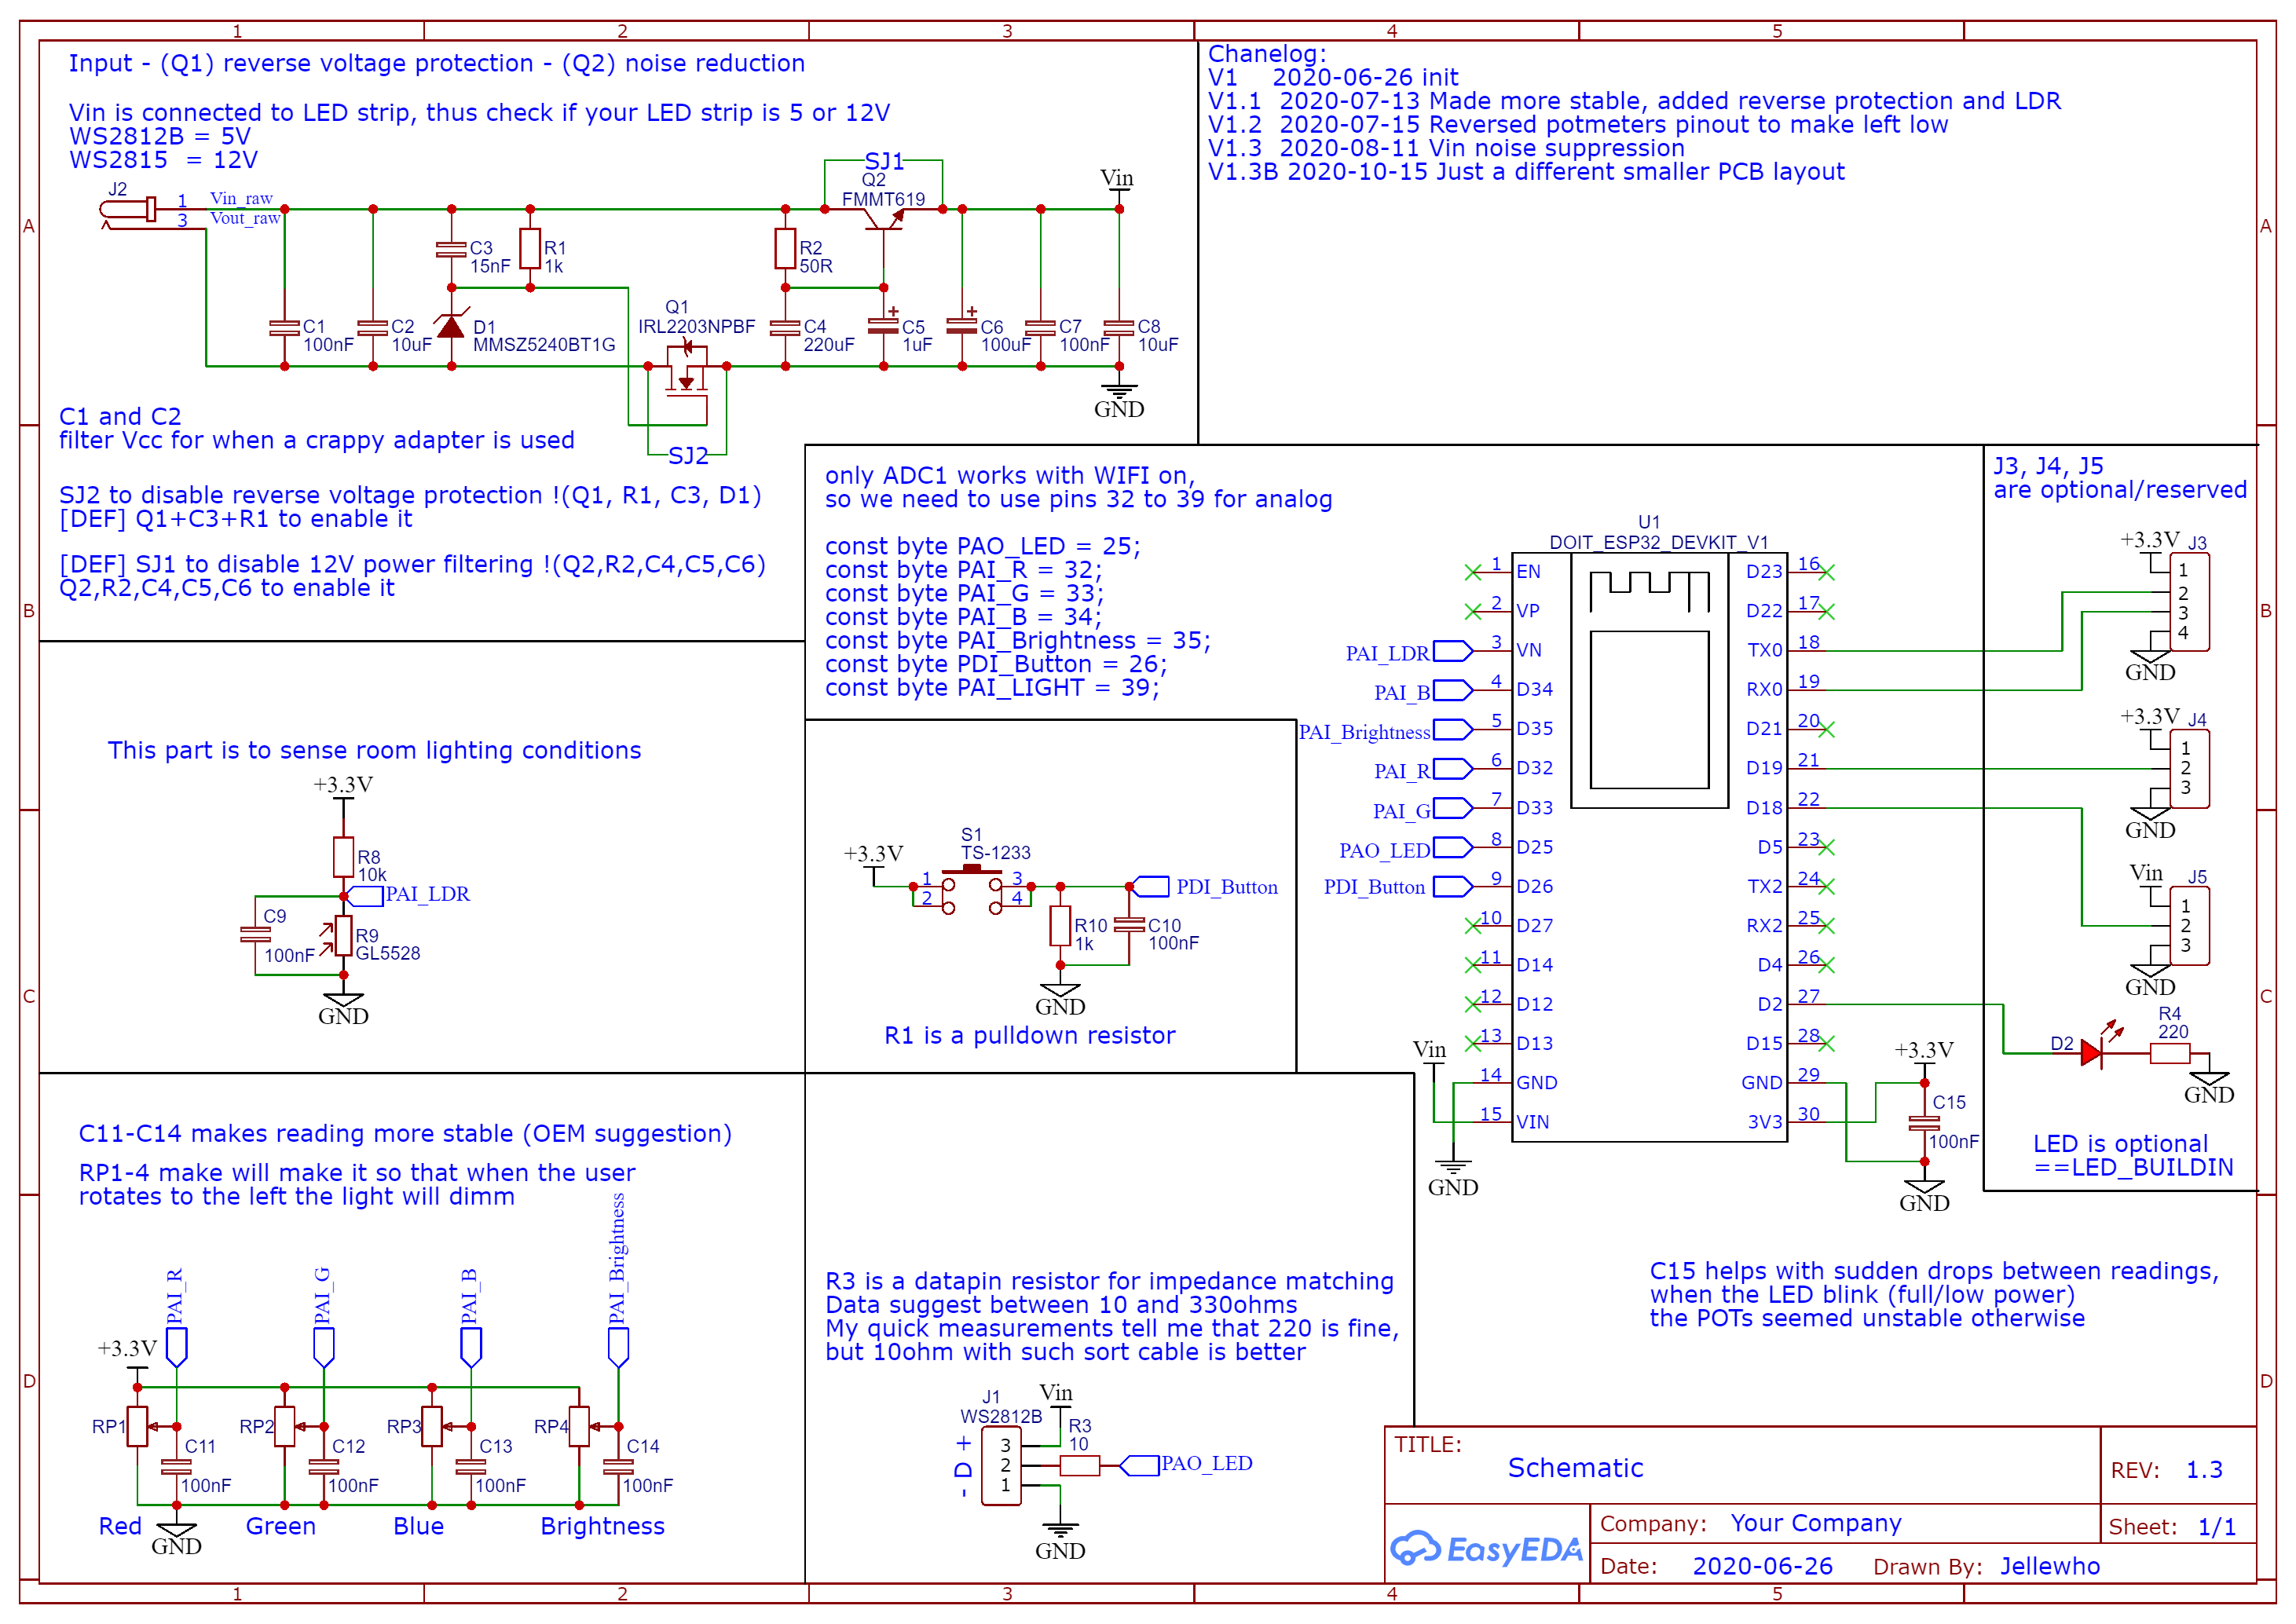 1 2 3 4 5
Input - (Q1) reverse voltage protection - (Q2) noise reduction
Vin is connected to LED strip, thus check if your LED strip is 5 or 12V
WS2812B = 5V
WS2815  = 12V
J2
1 Vin_raw
3 Vout_raw
SJ1
Q2
FMMT619
Vin
C3
15nF
R1
1k
R2
50R
C1
100nF
C2
10uF
D1
MMSZ5240BT1G
Q1
IRL2203NPBF
C4
220uF
+
C5
1uF
+
C6
100uF
C7
100nF
C8
10uF
GND
SJ2
A
A
C1 and C2
filter Vcc for when a crappy adapter is used
SJ2 to disable reverse voltage protection !(Q1, R1, C3, D1)
[DEF] Q1+C3+R1 to enable it
[DEF] SJ1 to disable 12V power filtering !(Q2,R2,C4,C5,C6)
Q2,R2,C4,C5,C6 to enable it
Chanelog:
V1    2020-06-26 init
V1.1  2020-07-13 Made more stable, added reverse protection and LDR
V1.2  2020-07-15 Reversed potmeters pinout to make left low
V1.3  2020-08-11 Vin noise suppression
V1.3B 2020-10-15 Just a different smaller PCB layout
B
B
only ADC1 works with WIFI on,
so we need to use pins 32 to 39 for analog
const byte PAO_LED = 25;
const byte PAI_R = 32;
const byte PAI_G = 33;
const byte PAI_B = 34;
const byte PAI_Brightness = 35;
const byte PDI_Button = 26;
const byte PAI_LIGHT = 39;
U1
DOIT_ESP32_DEVKIT_V1
1 EN
2 VP
PAI_LDR 3 VN
PAI_B 4 D34
PAI_Brightness 5 D35
PAI_R 6 D32
PAI_G 7 D33
PAO_LED 8 D25
PDI_Button 9 D26
10 D27
11 D14
12 D12
13 D13
14 GND
15 VIN
Vin
GND
D23 16
D22 17
TX0 18
RX0 19
D21 20
D19 21
D18 22
D5 23
TX2 24
RX2 25
D4 26
D2 27
D15 28
GND 29
3V3 30
+3.3V
C15
100nF
GND
J3, J4, J5
are optional/reserved
+3.3V J3
1
2
3
4
GND
+3.3V J4
1
2
3
GND
Vin J5
1
2
3
GND
D2
R4
220
GND
LED is optional
==LED_BUILDIN
This part is to sense room lighting conditions
+3.3V
R8
10k
PAI_LDR
C9
100nF
R9
GL5528
GND
C
C
+3.3V
S1
TS-1233
1 3
2 4
PDI_Button
R10
1k
C10
100nF
GND
R1 is a pulldown resistor
C11-C14 makes reading more stable (OEM suggestion)
RP1-4 make will make it so that when the user
rotates to the left the light will dimm
PAI_R
PAI_G
PAI_B
PAI_Brightness
+3.3V
RP1
RP2
RP3
RP4
C11
100nF
C12
100nF
C13
100nF
C14
100nF
Red
Green
Blue
Brightness
GND
D
D
R3 is a datapin resistor for impedance matching
Data suggest between 10 and 330ohms
My quick measurements tell me that 220 is fine,
but 10ohm with such sort cable is better
J1
WS2812B
Vin
R3
10
- D +
3
2
1
PAO_LED
GND
C15 helps with sudden drops between readings,
when the LED blink (full/low power)
the POTs seemed unstable otherwise
TITLE:
Schematic
REV: 1.3
EasyEDA
Company: Your Company
Sheet: 1/1
Date: 2020-06-26
Drawn By: Jellewho
1 2 3 4 5